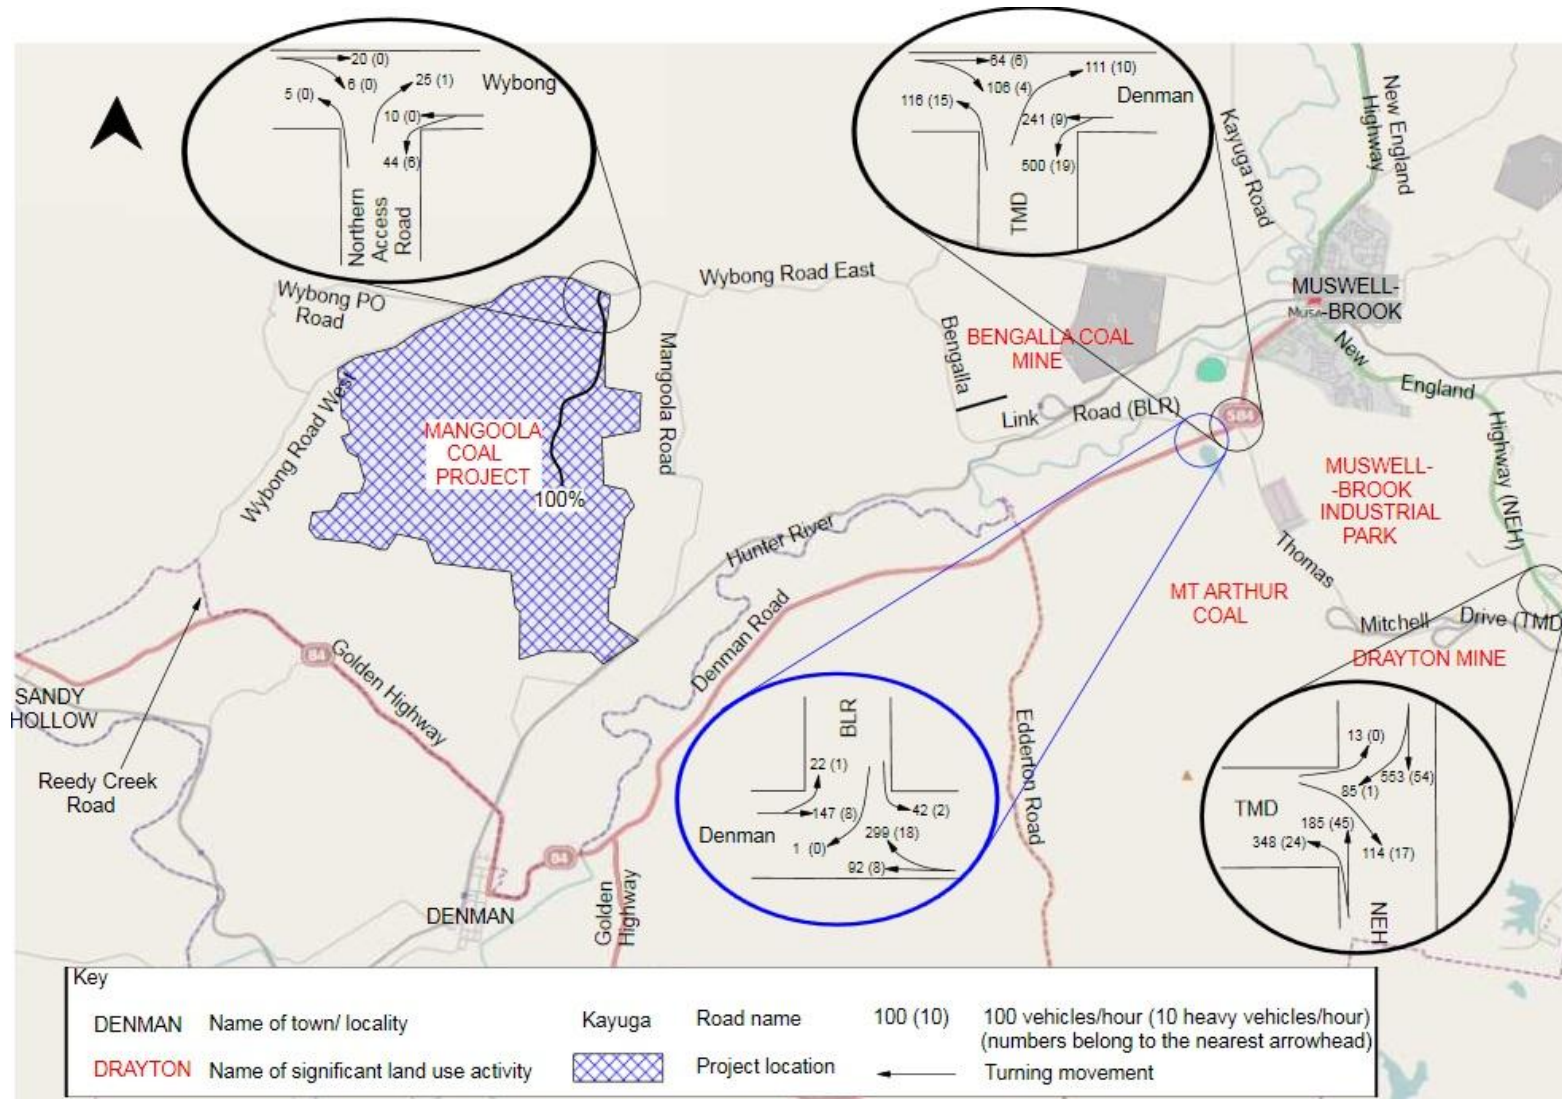 20 (0)
6 (0)
25 (1)
Wybong
5 (0)
10 (0)
44 (6)
Northern
Access
Road
64 (6)
111 (10)
106 (4)
Denman
116 (15)
241 (9)
500 (19)
TMD
Kayuga Road
New England
Highway
Wybong PO
Road
Wybong Road East
MUSWELL-
-BROOK
BENGALLA COAL
MINE
Bengalla
Link
Road (BLR)
New
England
Highway (NEH)
Mangoola Road
Wybong Road West
MANGOOLA
COAL
PROJECT
100%
S84
MUSWELL-
-BROOK
INDUSTRIAL
PARK
Hunter River
Thomas
Mitchell
Drive (TMD
MT ARTHUR
COAL
DRAYTON MINE
Denman Road
84
Golden Highway
SANDY
HOLLOW
Reedy Creek
Road
Edderton Road
BLR
22 (1)
147 (8)
42 (2)
Denman
299 (18)
1 (0)
92 (8)
13 (0)
553 (54)
85 (1)
TMD
185 (45)
348 (24)
114 (17)
NEH
84
DENMAN
Golden
Highway
Key
DENMAN Name of town/ locality
Kayuga Road name
100 (10) 100 vehicles/hour (10 heavy vehicles/hour)
(numbers belong to the nearest arrowhead)
DRAYTON Name of significant land use activity
Project location
Turning movement